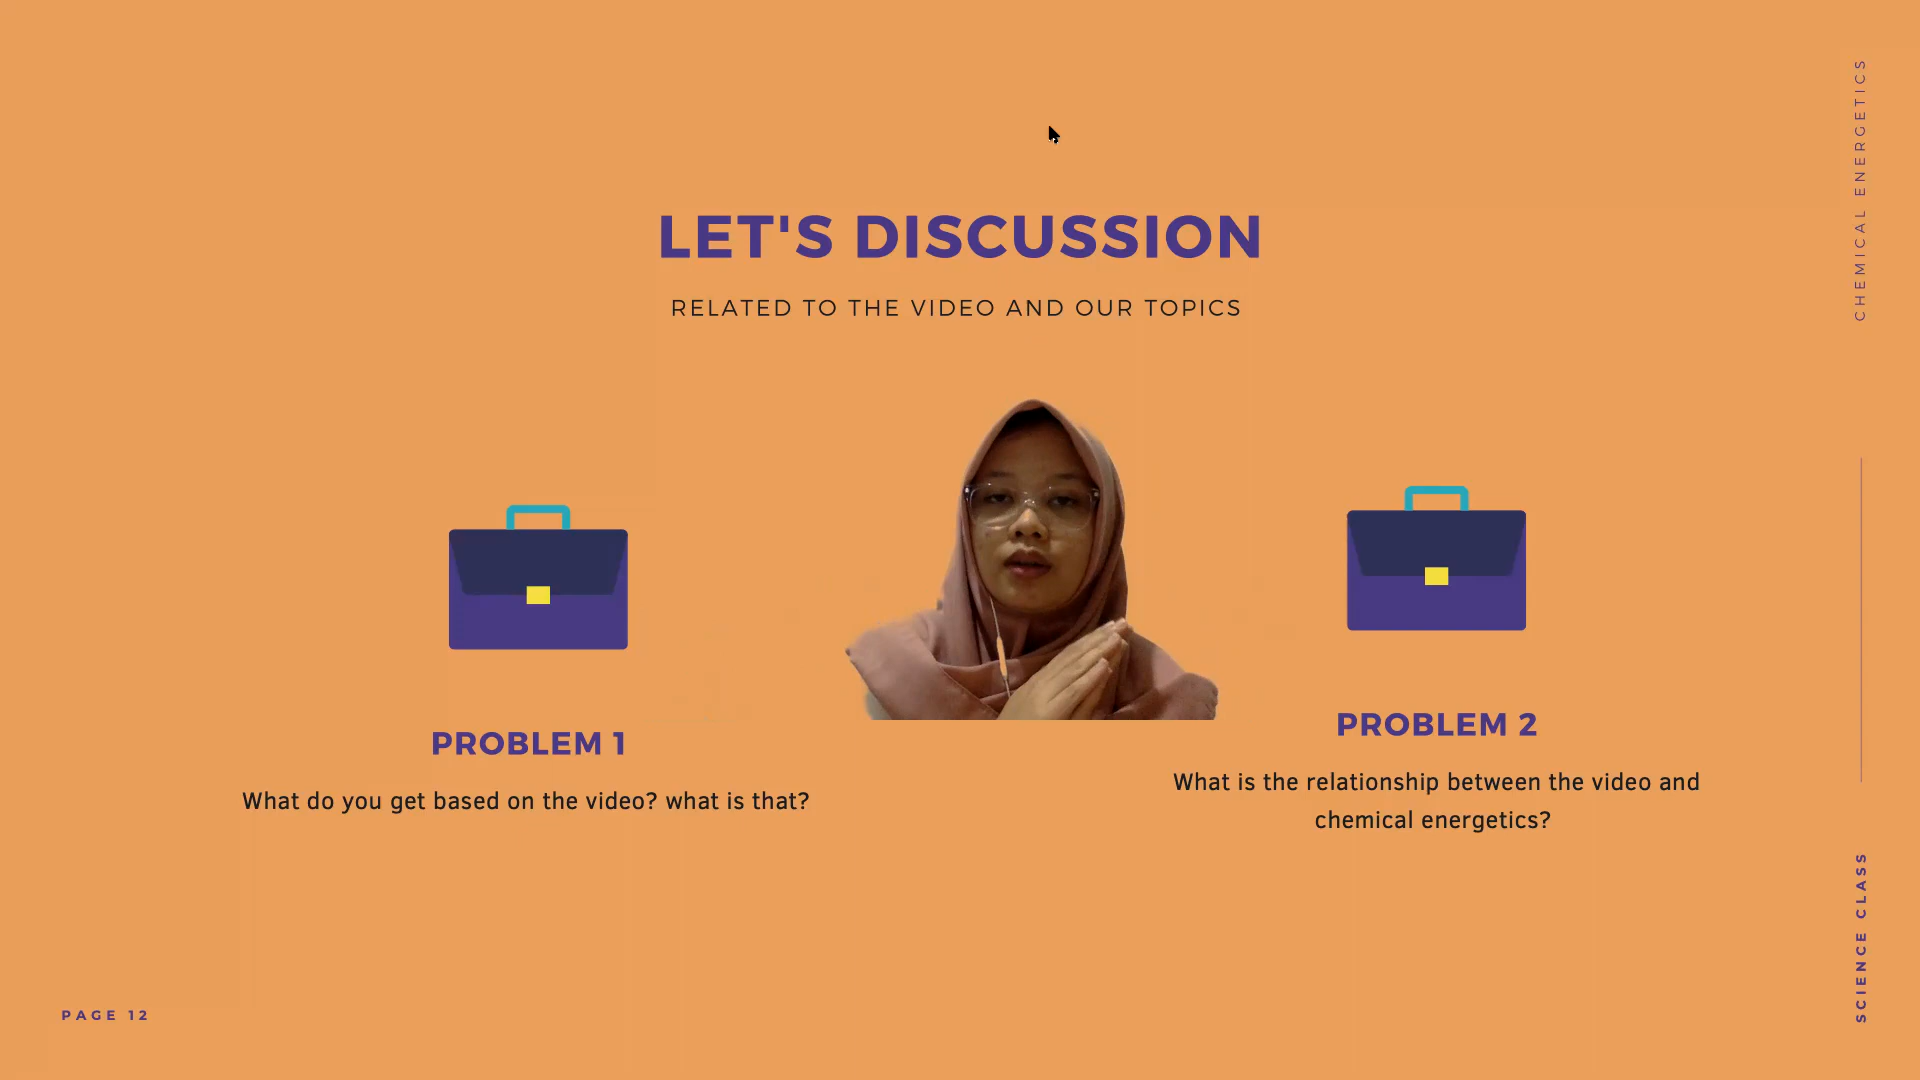 LET'S DISCUSSION
RELATED TO THE VIDEO AND OUR TOPICS
PROBLEM 1
What do you get based on the video? what is that?
PROBLEM 2
What is the relationship between the video and
chemical energetics?
CHEMICAL ENERGETICS
SCIENCE CLASS
PAGE 12